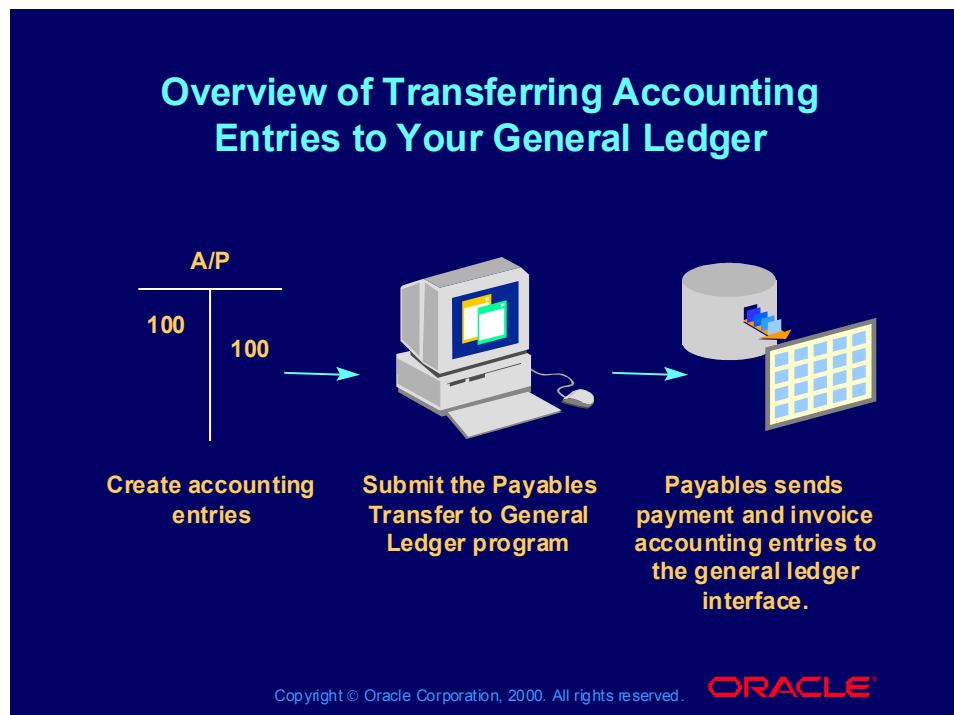 Overview of Transferring Accounting
Entries to Your General Ledger
A/P
100
100
Create accounting
entries
Submit the Payables
Transfer to General
Ledger program
Payables sends
payment and invoice
accounting entries to
the general ledger
interface.
Copyright © Oracle Corporation, 2000. All rights reserved.
ORACLE®